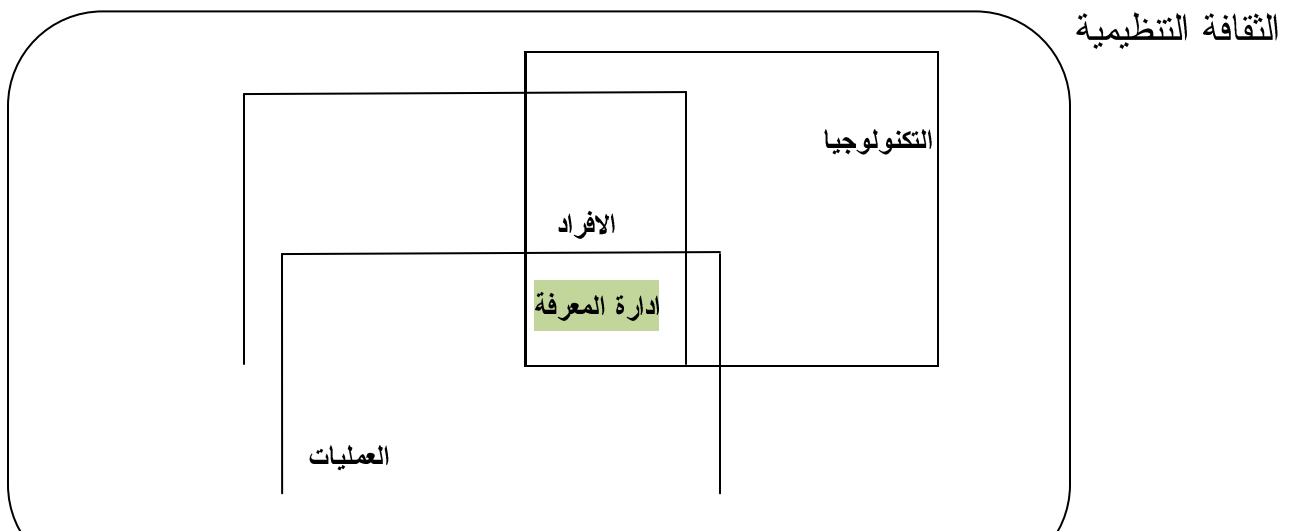 الثقافة التنظيمية
التكنولوجيا
الافراد
ادارة المعرفة
العمليات